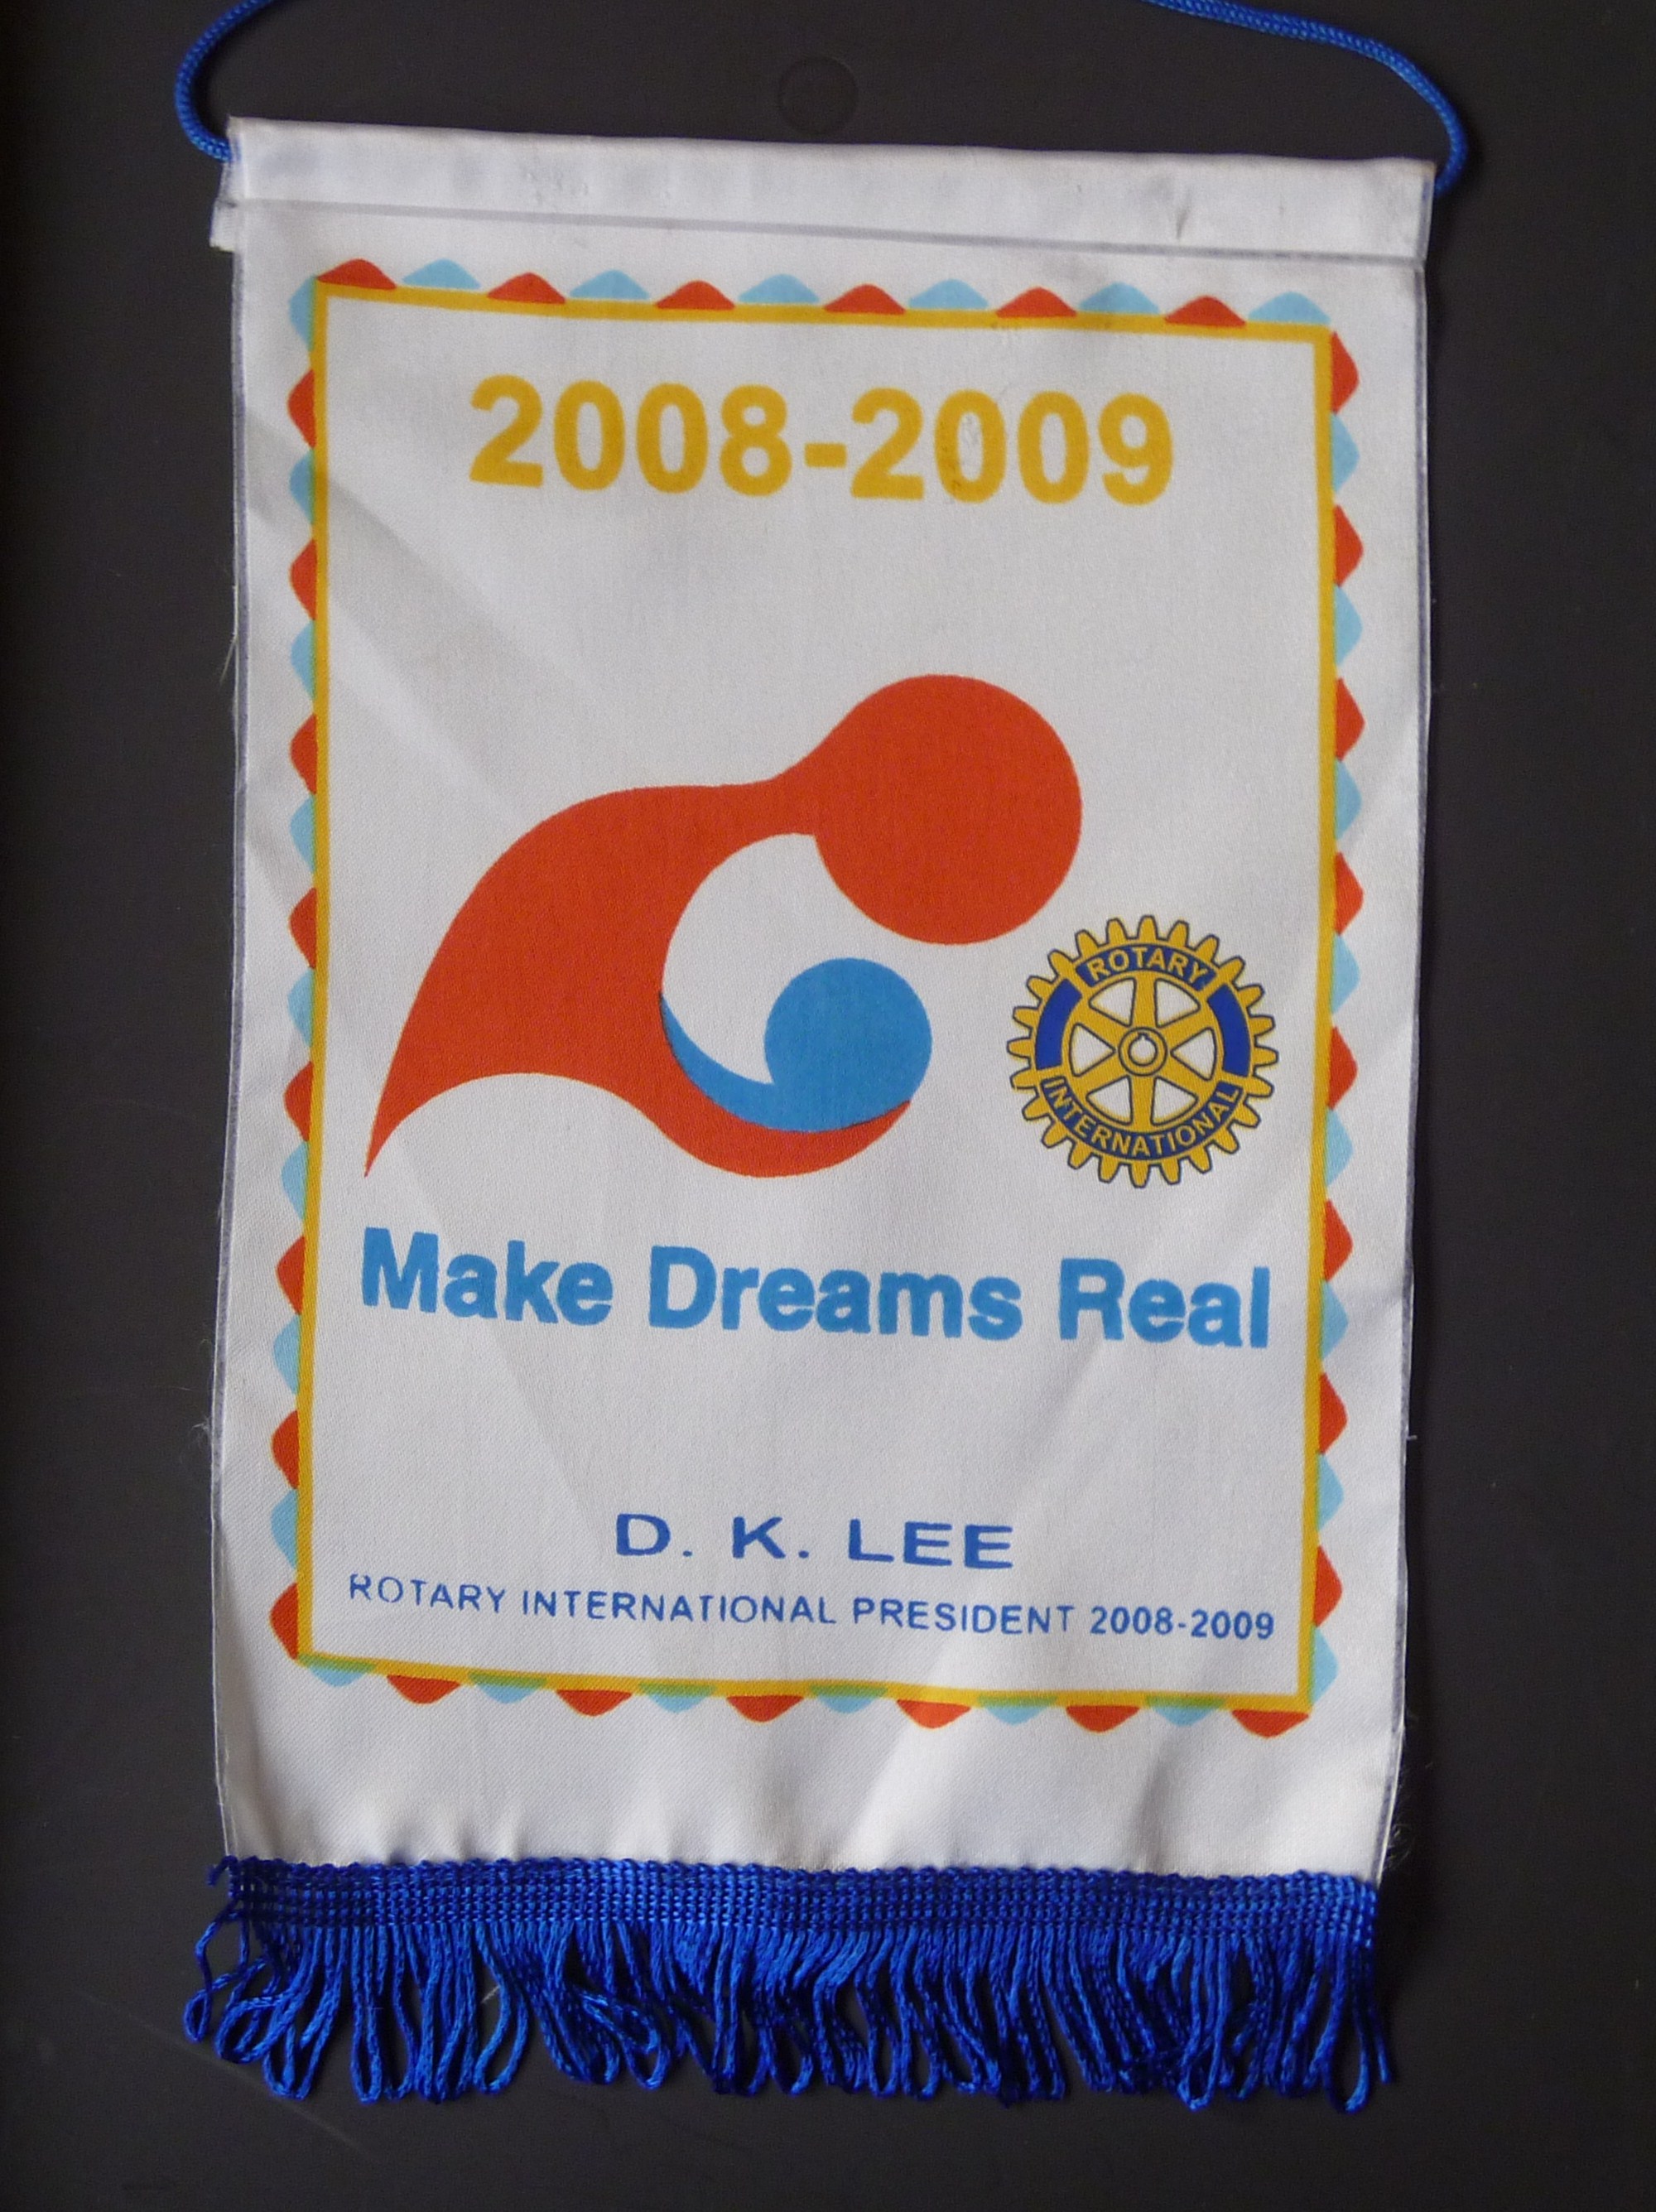 2008-2009
ROTARY
INTERNATIONAL
Make Dreams Real
D. K. LEE
ROTARY INTERNATIONAL PRESIDENT 2008-2009